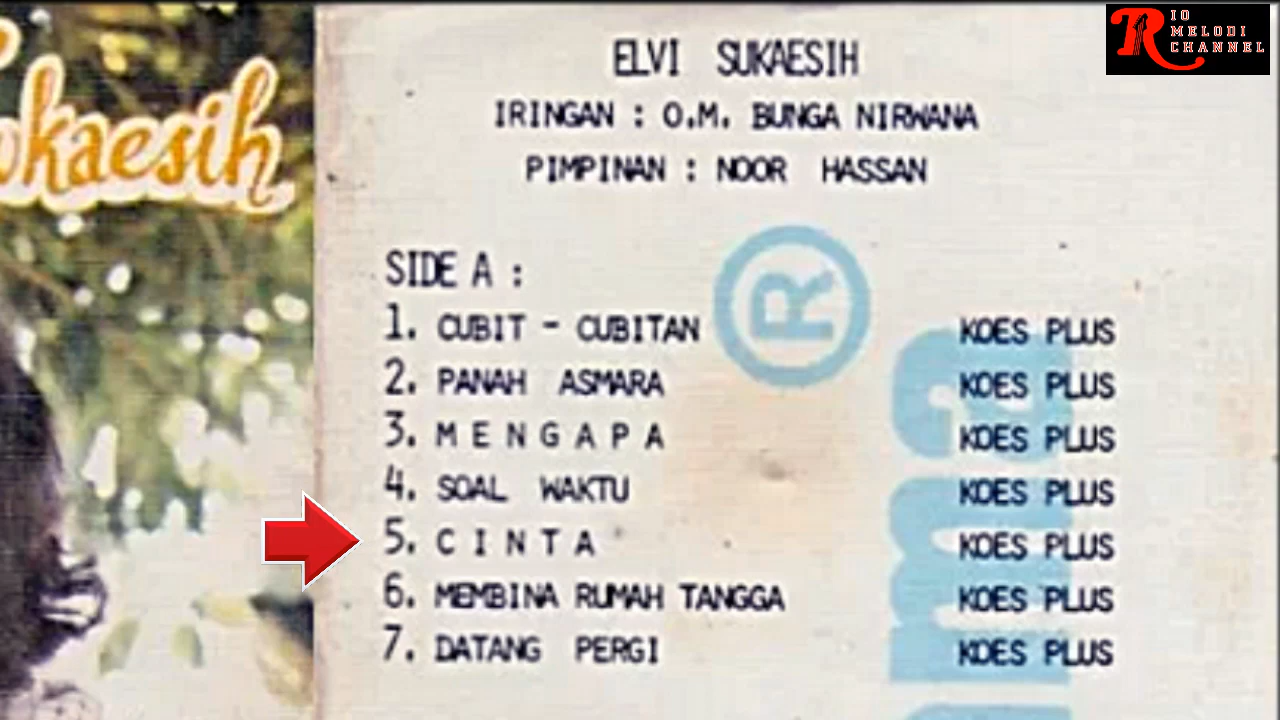 RIO
MELODI
CHANNEL
ukaesih
ELVI SUKAESIH
IRINGAN : O.M. BUNGA NIRWANA
PIMPINAN : NOOR HASSAN
SIDE A :
®
1. CUBIT - CUBITAN KOES PLUS
2. PANAH ASMARA KOES PLUS
3. M E N G A P A KOES PLUS
4. SOAL WAKTU KOES PLUS
5. C I N T A KOES PLUS
6. MEMBINA RUMAH TANGGA KOES PLUS
7. DATANG PERGI KOES PLUS